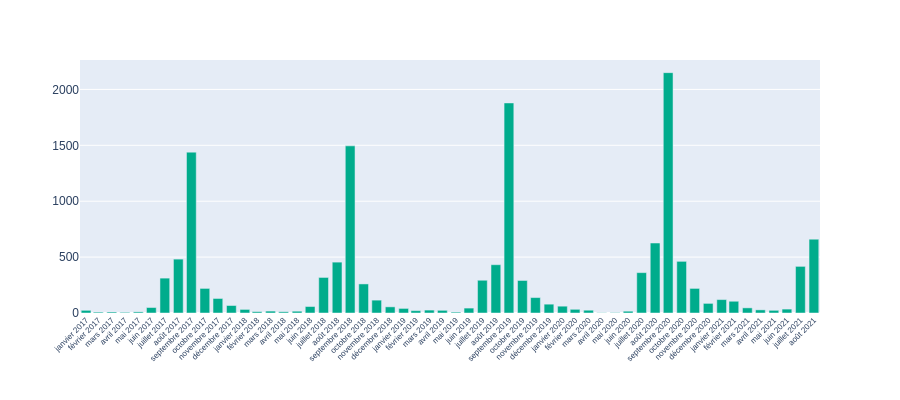 2000
1500
1000
500
0
janvier 2017
février 2017
mars 2017
avril 2017
mai 2017
juin 2017
juillet 2017
août 2017
septembre 2017
octobre 2017
novembre 2017
décembre 2017
janvier 2018
février 2018
mars 2018
avril 2018
mai 2018
juin 2018
juillet 2018
août 2018
septembre 2018
octobre 2018
novembre 2018
décembre 2018
janvier 2019
février 2019
mars 2019
avril 2019
mai 2019
juin 2019
juillet 2019
août 2019
septembre 2019
octobre 2019
novembre 2019
décembre 2019
janvier 2020
février 2020
mars 2020
avril 2020
mai 2020
juin 2020
juillet 2020
août 2020
septembre 2020
octobre 2020
novembre 2020
décembre 2020
janvier 2021
février 2021
mars 2021
avril 2021
mai 2021
juin 2021
juillet 2021
août 2021